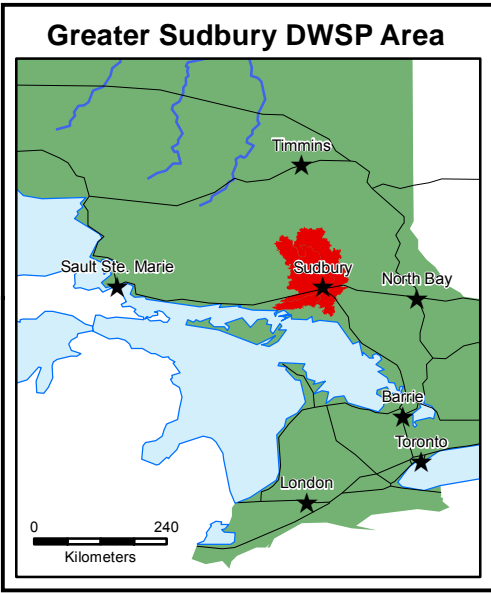 Greater Sudbury DWSP Area
Timmins
Sault Ste. Marie
Sudbury
North Bay
Barrie
Toronto
London
0 240
Kilometers